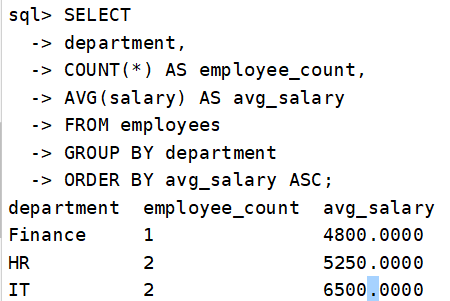 sql> SELECT
  -> department,
  -> COUNT(*) AS employee_count,
  -> AVG(salary) AS avg_salary
  -> FROM employees
  -> GROUP BY department
  -> ORDER BY avg_salary ASC;
department  employee_count  avg_salary
Finance     1               4800.0000
HR          2               5250.0000
IT          2               6500.0000